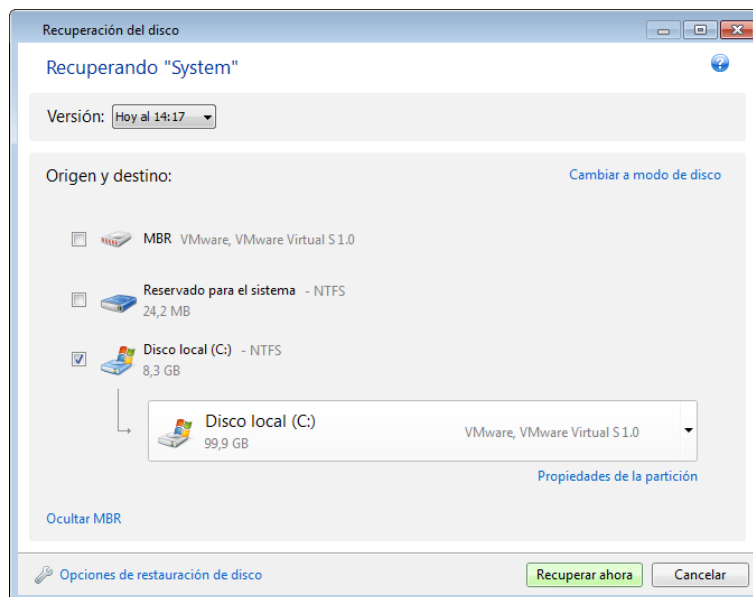 Recuperación del disco
Recuperando "System"
Versión: Hoy al 14:17
Origen y destino:
Cambiar a modo de disco
MBR VMware, VMware Virtual S 1.0
Reservado para el sistema - NTFS
24,2 MB
Disco local (C:) - NTFS
8,3 GB
Disco local (C:)
99,9 GB
VMware, VMware Virtual S 1.0
Propiedades de la partición
Ocultar MBR
Opciones de restauración de disco
Recuperar ahora
Cancelar